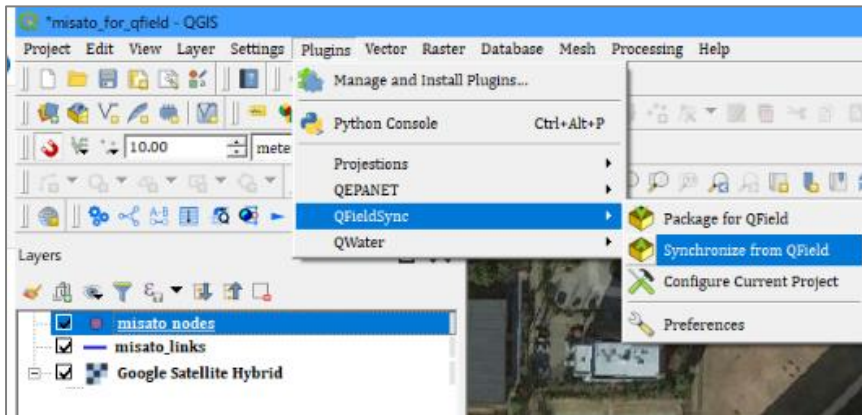 *misato_for_qfield - QGIS
Project Edit View Layer Settings Plugins Vector Raster Database Mesh Processing Help
Manage and Install Plugins...
Python Console Ctrl+Alt+P
10.00 mete
Projections
QEPANET
QFieldSync
QWater
Package for QField
Synchronize from QField
Configure Current Project
Preferences
Layers
misato_nodes
misato_links
Google Satellite Hybrid